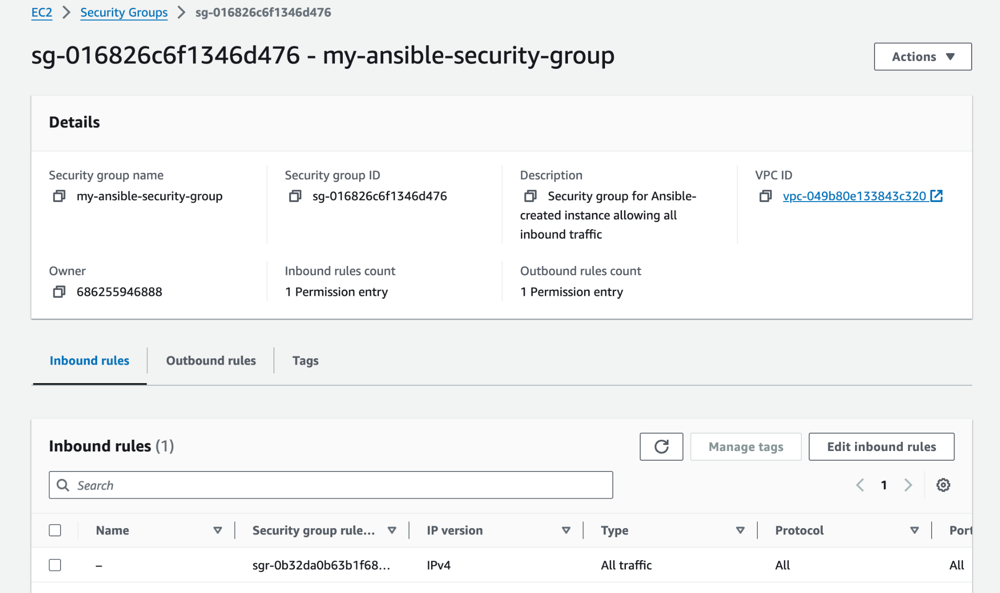 EC2 > Security Groups > sg-016826c6f1346d476
sg-016826c6f1346d476 - my-ansible-security-group
Actions
Details
Security group name
my-ansible-security-group
Security group ID
sg-016826c6f1346d476
Description
Security group for Ansible-
created instance allowing all
inbound traffic
VPC ID
vpc-049b80e133843c320
Owner
686255946888
Inbound rules count
1 Permission entry
Outbound rules count
1 Permission entry
Inbound rules
Outbound rules
Tags
Inbound rules (1)
Manage tags
Edit inbound rules
Search
1
Name Security group rule... IP version Type Protocol Port
– sgr-0b32da0b63b1f68... IPv4 All traffic All All